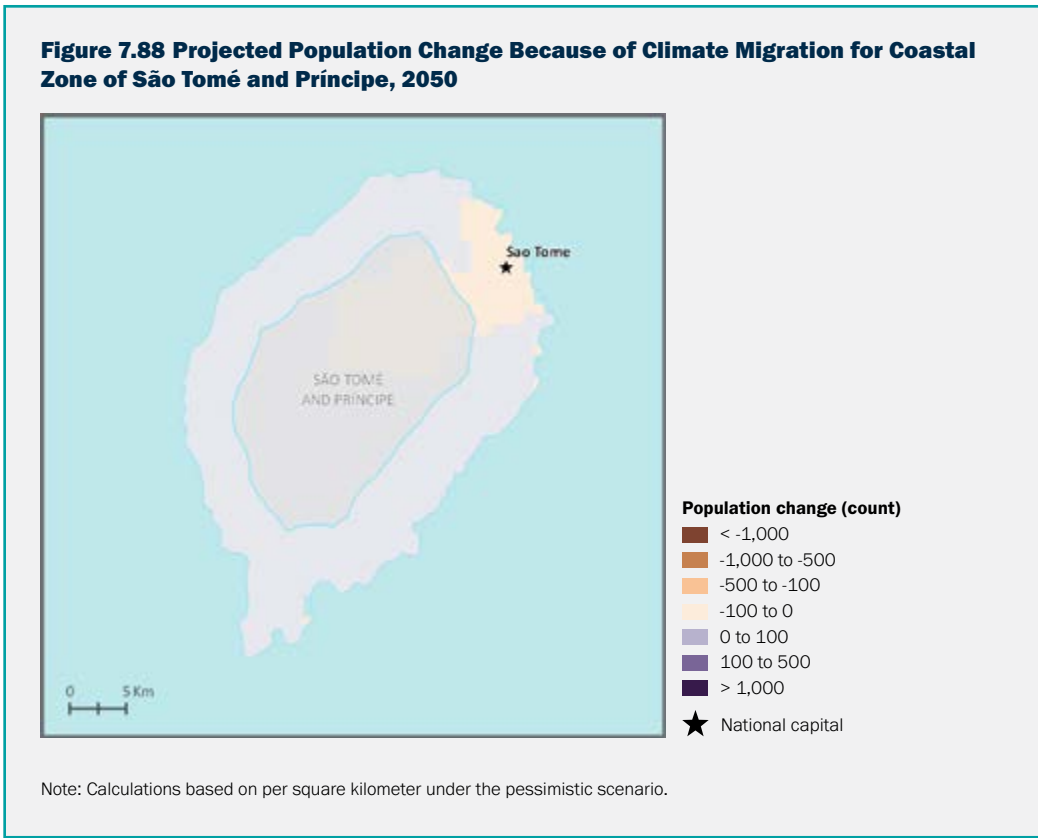 Figure 7.88 Projected Population Change Because of Climate Migration for Coastal
Zone of São Tomé and Príncipe, 2050
Sao Tome
SÃO TOMÉ
AND PRÍNCIPE
0 5 Km
Population change (count)
< -1,000
-1,000 to -500
-500 to -100
-100 to 0
0 to 100
100 to 500
> 1,000
National capital
Note: Calculations based on per square kilometer under the pessimistic scenario.